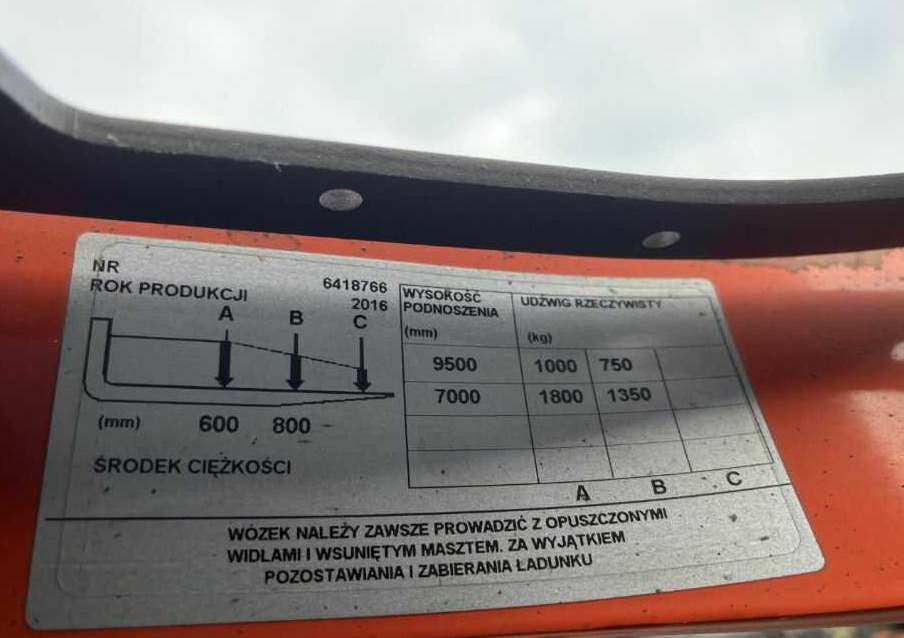 NR 6418766
ROK PRODUKCJI 2016
A B C
(mm) 600 800
ŚRODEK CIĘŻKOŚCI
WYSOKOŚĆ PODNOSZENIA (mm) UDŹWIG RZECZYWISTY (kg)
9500 1000 750
7000 1800 1350
A B C
WÓZEK NALEŻY ZAWSZE PROWADZIĆ Z OPUSZCZONYMI
WIDLAMI I WSUNIĘTYM MASZTEM. ZA WYJĄTKIEM
POZOSTAWIANIA I ZABIERANIA ŁADUNKU